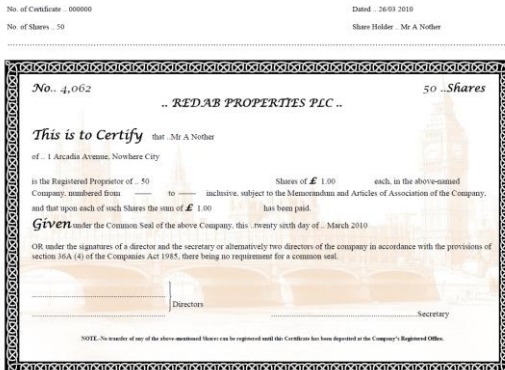 No. of Certificate .. 000000
Dated .. 26/03 2010
No. of Shares .. 50
Share Holder .. Mr A Nother
No.. 4,062
50 ..Shares
.. REDAB PROPERTIES PLC ..
This is to Certify that ..Mr A Nother
of .. 1 Arcadia Avenue, Nowhere City
is the Registered Proprietor of .. 50 Shares of £ 1.00 each, in the above-named
Company, numbered from —— to —— inclusive, subject to the Memorandum and Articles of Association of the Company,
and that upon each of such Shares the sum of £ 1.00 has been paid.
Given under the Common Seal of the above Company, this ..twenty sixth day of .. March 2010
OR under the signatures of a director and the secretary or alternatively two directors of the company in accordance with the provisions of
section 36A (4) of the Companies Act 1985, there being no requirement for a common seal.
Directors
Secretary
NOTE.-No transfer of any of the above-mentioned Shares can be registered until this Certificate has been deposited at the Company's Registered Office.